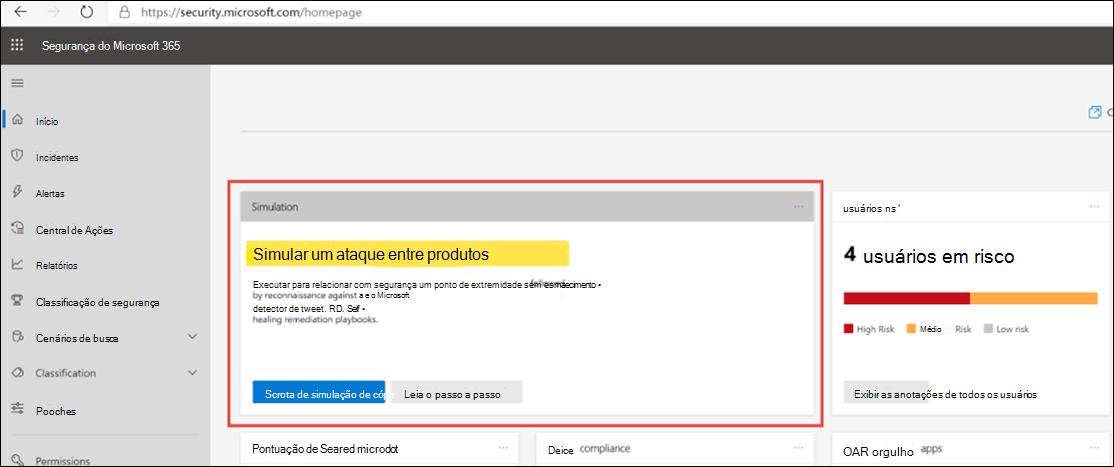 https://security.microsoft.com/homepage
Segurança do Microsoft 365
Início
Incidentes
Alertas
Central de Ações
Relatórios
Classificação de segurança
Cenários de busca
Classification
Pooches
Permissions
Simulation
Simular um ataque entre produtos
Executar para relacionar com segurança um ponto de extremidade sem
by reconnaissance against a e o Microsoft
detector de tweet. RD. Self •
healing remediation playbooks.
Scrota de simulação de cóp
Leia o passo a passo
usuários ns
4 usuários em risco
High Risk Médio Risk Low risk
Exibir as anotações de todos os usuários
Pontuação de Seared microdot
Deice compliance
OAR orgulho apps